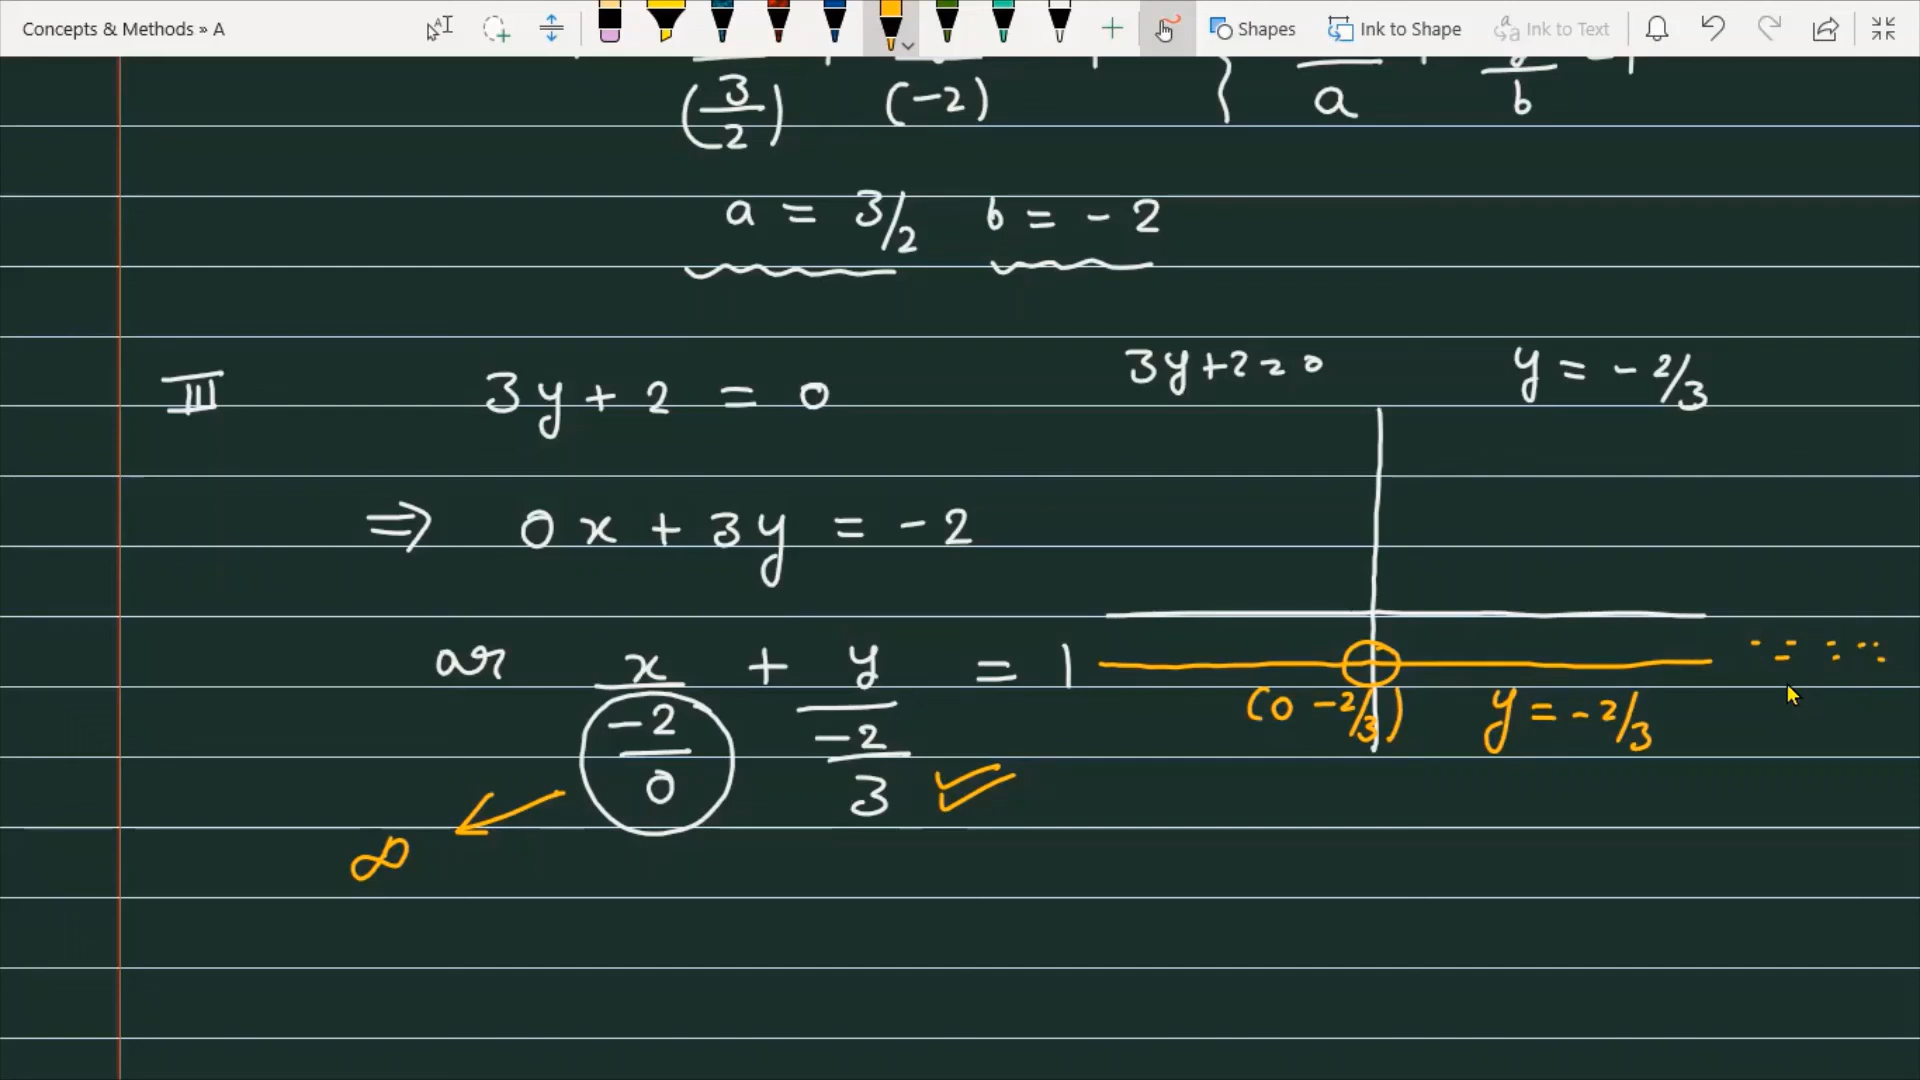 Concepts & Methods » A
Shapes
Ink to Shape
Ink to Text
(3/2) (-2) } a b
a = 3/2 b = -2
III 3y + 2 = 0
⇒ 0x + 3y = -2
or x/(-2/0) + y/(-2/3) = 1
∞
3y+2=0 y = -2/3
(0 -2/3) y = -2/3